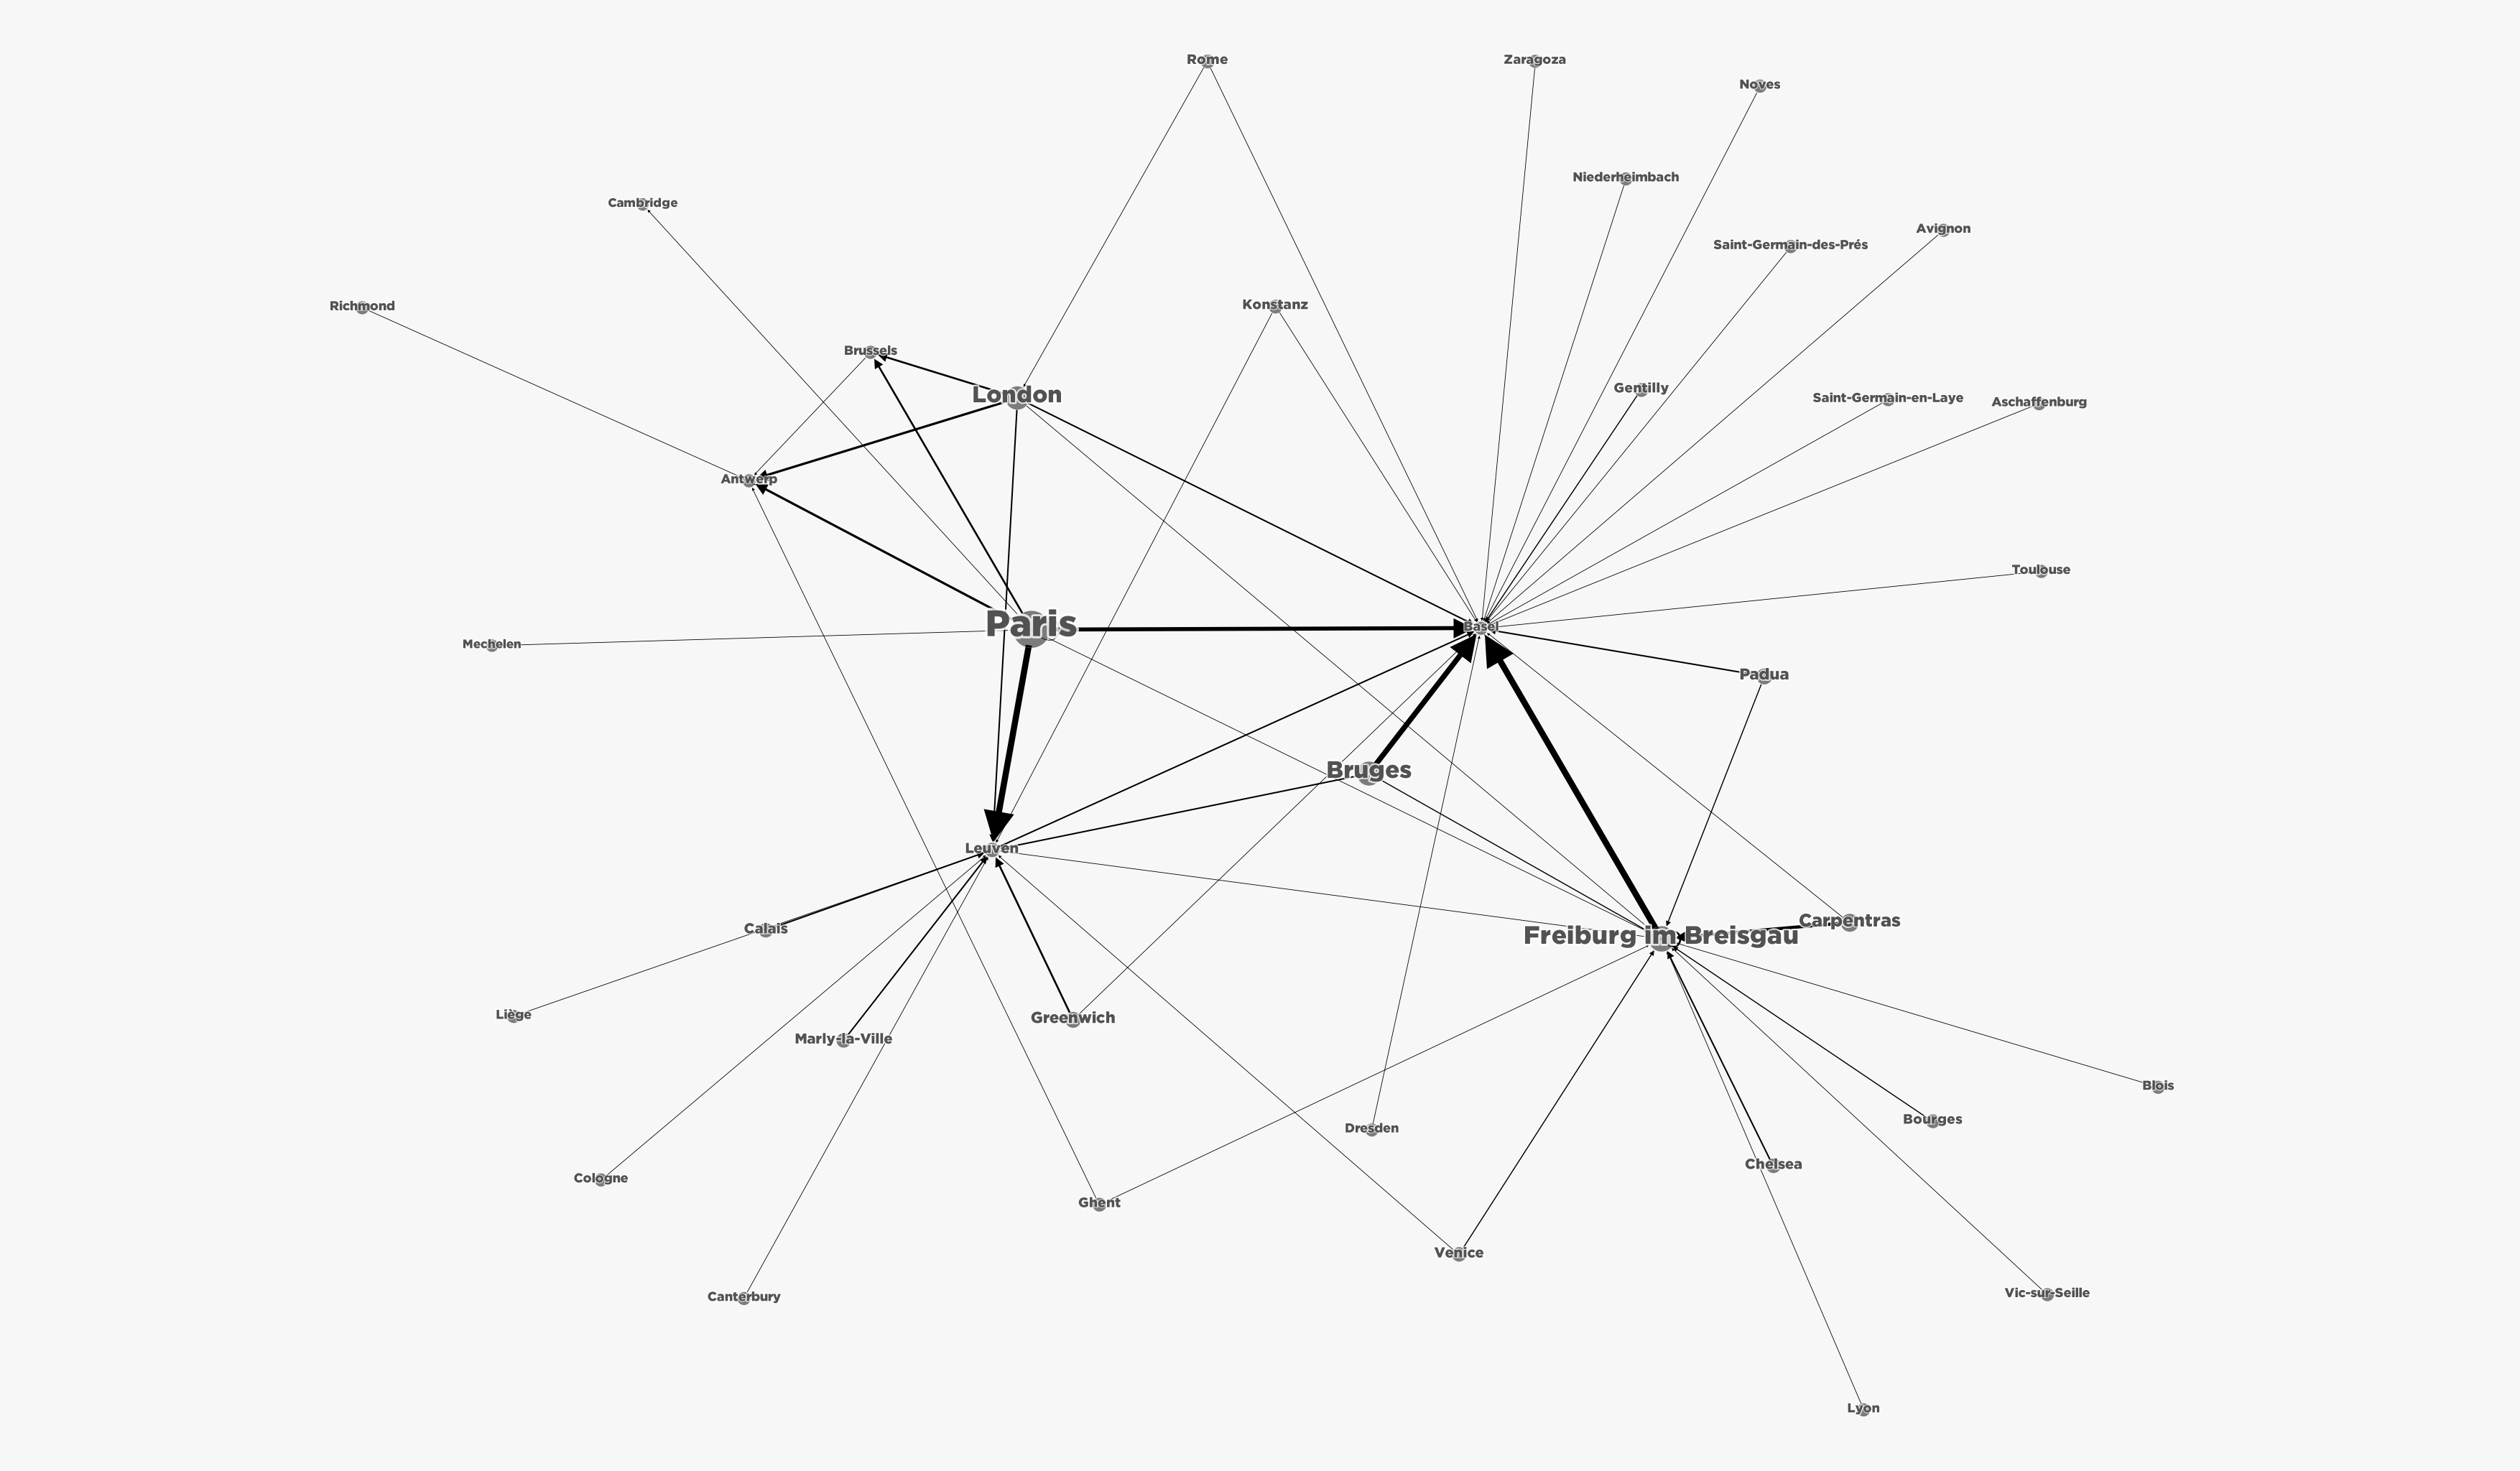 Rome
Zaragoza
Noves
Niederheimbach
Cambridge
Avignon
Saint-Germain-des-Prés
Konstanz
Richmond
Brussels
Gentilly
London
Saint-Germain-en-Laye
Aschaffenburg
Antwerp
Toulouse
Paris
Basel
Mechelen
Padua
Bruges
Leuven
Carpentras
Calais
Freiburg im Breisgau
Liège
Greenwich
Marly-la-Ville
Blois
Bourges
Dresden
Chelsea
Cologne
Ghent
Venice
Vic-sur-Seille
Canterbury
Lyon